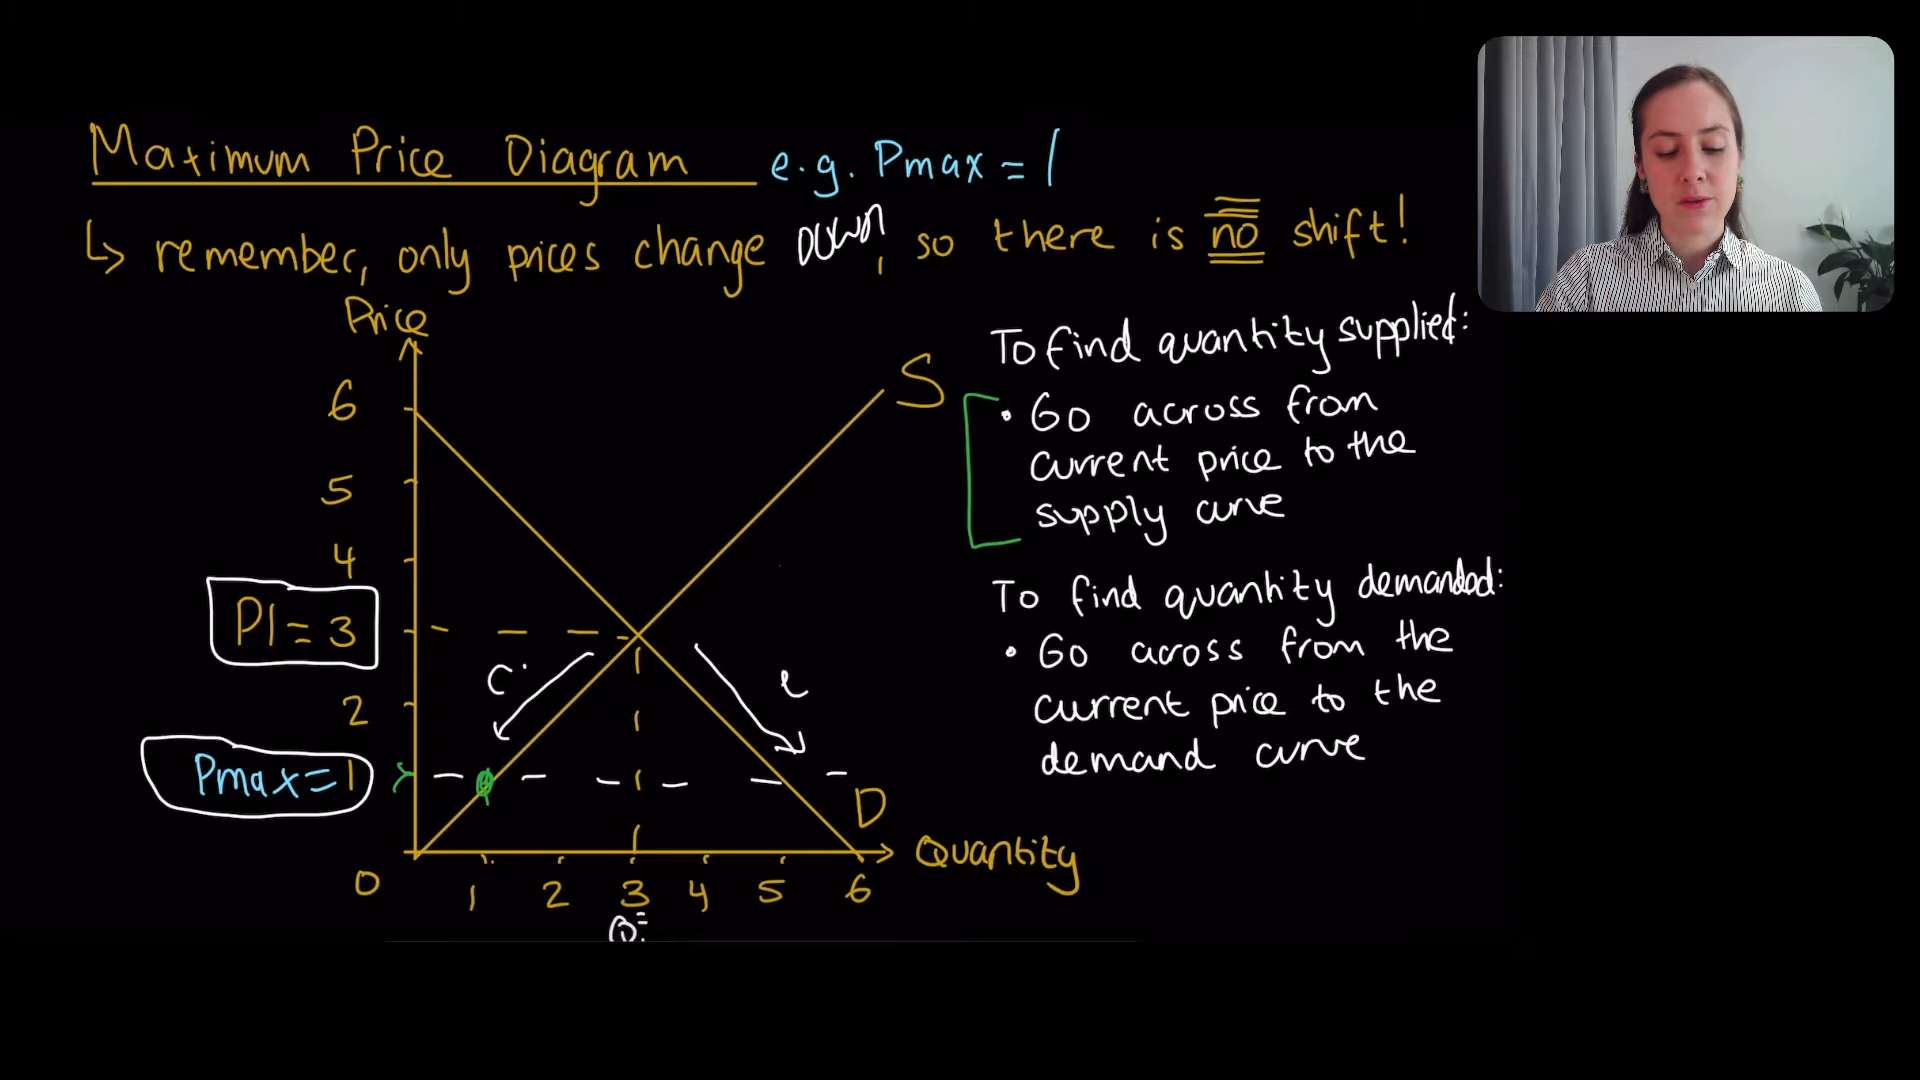 Maximum Price Diagram e.g. Pmax = 1
↳ remember, only prices change DOWN, so there is no shift!
Price
6
5
4
P1 = 3
2
Pmax = 1
0
S
D
C
e
Quantity
1 2 3 4 5 6
To find quantity supplied:
• Go across from
current price to the
supply curve
To find quantity demanded:
• Go across from the
current price to the
demand curve